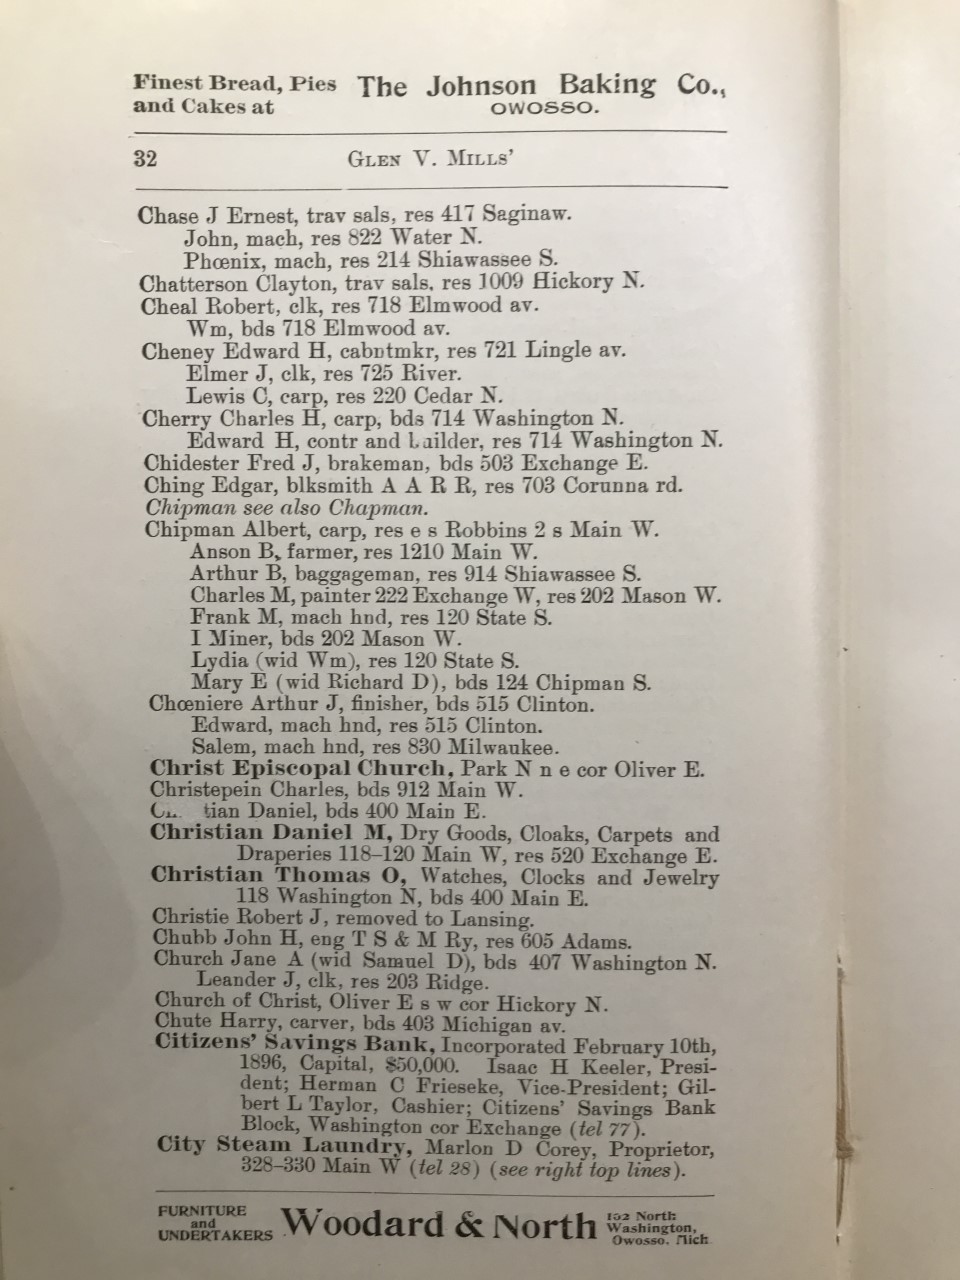 Finest Bread, Pies The Johnson Baking Co.,
and Cakes at OWOSSO.
32 GLEN V. MILLS'
Chase J Ernest, trav sals, res 417 Saginaw.
John, mach, res 822 Water N.
Phœnix, mach, res 214 Shiawassee S.
Chatterson Clayton, trav sals, res 1009 Hickory N.
Cheal Robert, clk, res 718 Elmwood av.
Wm, bds 718 Elmwood av.
Cheney Edward H, cabntmkr, res 721 Lingle av.
Elmer J, clk, res 725 River.
Lewis C, carp, res 220 Cedar N.
Cherry Charles H, carp, bds 714 Washington N.
Edward H, contr and builder, res 714 Washington N.
Chidester Fred J, brakeman, bds 503 Exchange E.
Ching Edgar, blksmith A A R R, res 703 Corunna rd.
Chipman see also Chapman.
Chipman Albert, carp, res e s Robbins 2 s Main W.
Anson B, farmer, res 1210 Main W.
Arthur B, baggageman, res 914 Shiawassee S.
Charles M, painter 222 Exchange W, res 202 Mason W.
Frank M, mach hnd, res 120 State S.
I Miner, bds 202 Mason W.
Lydia (wid Wm), res 120 State S.
Mary E (wid Richard D), bds 124 Chipman S.
Chœniere Arthur J, finisher, bds 515 Clinton.
Edward, mach hnd, res 515 Clinton.
Salem, mach hnd, res 830 Milwaukee.
Christ Episcopal Church, Park N n e cor Oliver E.
Christepein Charles, bds 912 Main W.
Daniel, bds 400 Main E.
Christian Daniel M, Dry Goods, Cloaks, Carpets and
Draperies 118–120 Main W, res 520 Exchange E.
Christian Thomas O, Watches, Clocks and Jewelry
118 Washington N, bds 400 Main E.
Christie Robert J, removed to Lansing.
Chubb John H, eng T S & M Ry, res 605 Adams.
Church Jane A (wid Samuel D), bds 407 Washington N.
Leander J, clk, res 203 Ridge.
Church of Christ, Oliver E s w cor Hickory N.
Chute Harry, carver, bds 403 Michigan av.
Citizens' Savings Bank, Incorporated February 10th,
1896, Capital, $50,000. Isaac H Keeler, Presi-
dent; Herman C Frieseke, Vice-President; Gil-
bert L Taylor, Cashier; Citizens' Savings Bank
Block, Washington cor Exchange (tel 77).
City Steam Laundry, Marlon D Corey, Proprietor,
328–330 Main W (tel 28) (see right top lines).
FURNITURE
and
UNDERTAKERS
Woodard & North
102 North
Washington,
Owosso, Mich